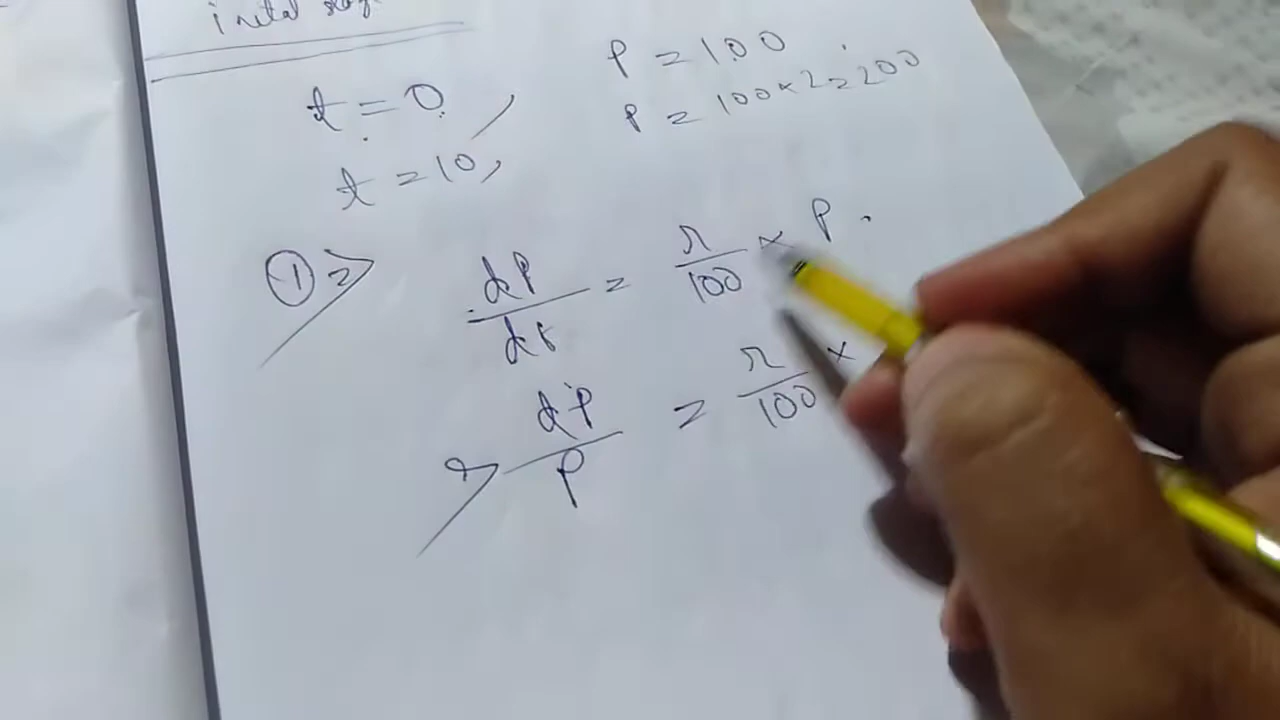 t = 0, P = 100
t = 10, P = 100 × 2 = 200
① ⇒ dP/dt = r/100 × P.
⇒ dP/P = r/100 ×